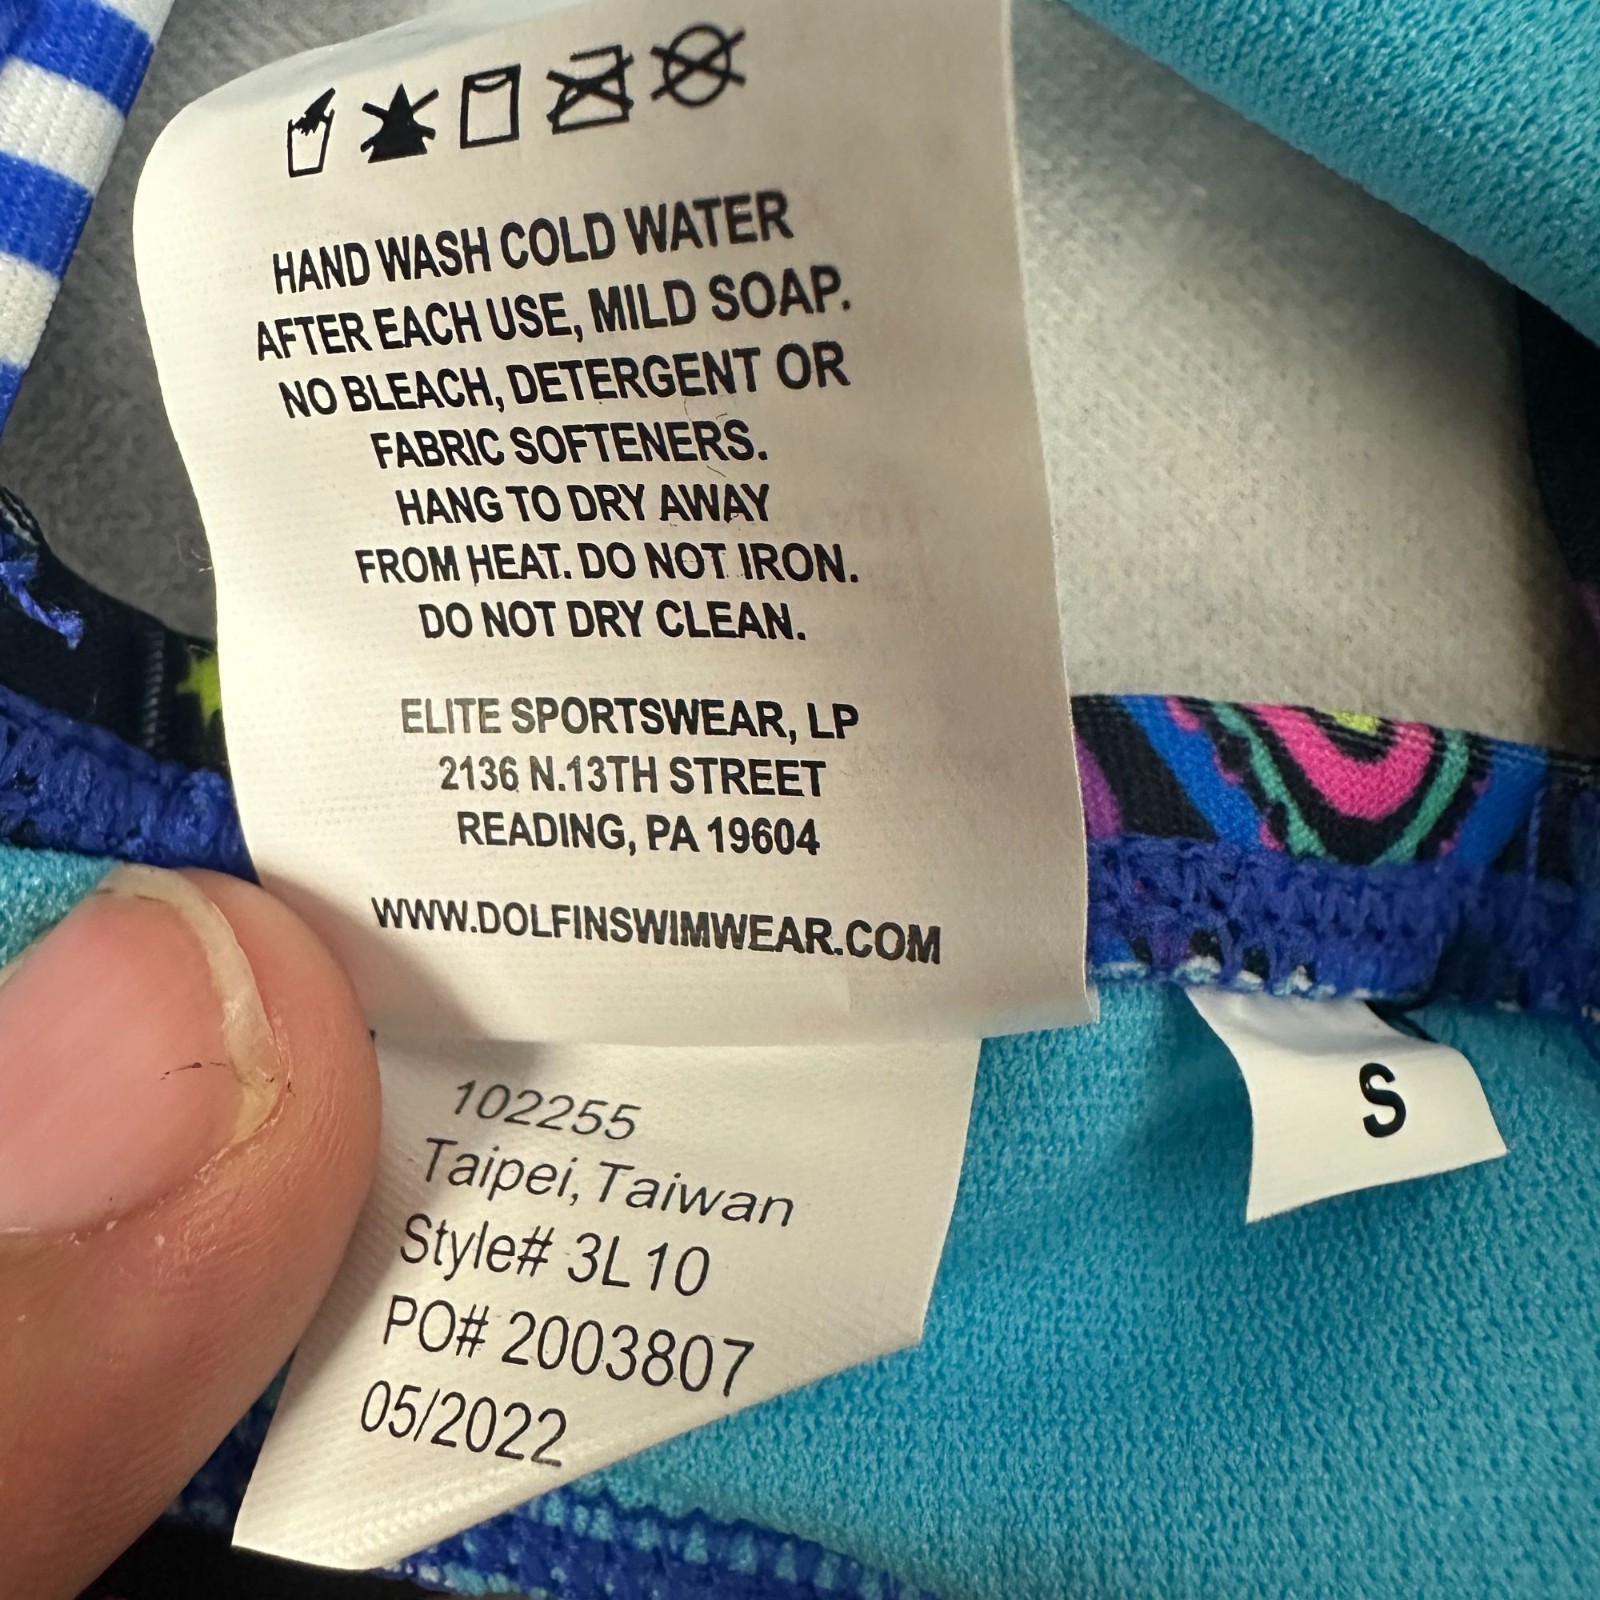 HAND WASH COLD WATER
AFTER EACH USE, MILD SOAP.
NO BLEACH, DETERGENT OR
FABRIC SOFTENERS.
HANG TO DRY AWAY
FROM HEAT. DO NOT IRON.
DO NOT DRY CLEAN.
ELITE SPORTSWEAR, LP
2136 N.13TH STREET
READING, PA 19604
WWW.DOLFINSWIMWEAR.COM
102255
Taipei, Taiwan
Style# 3L10
PO# 2003807
05/2022
S